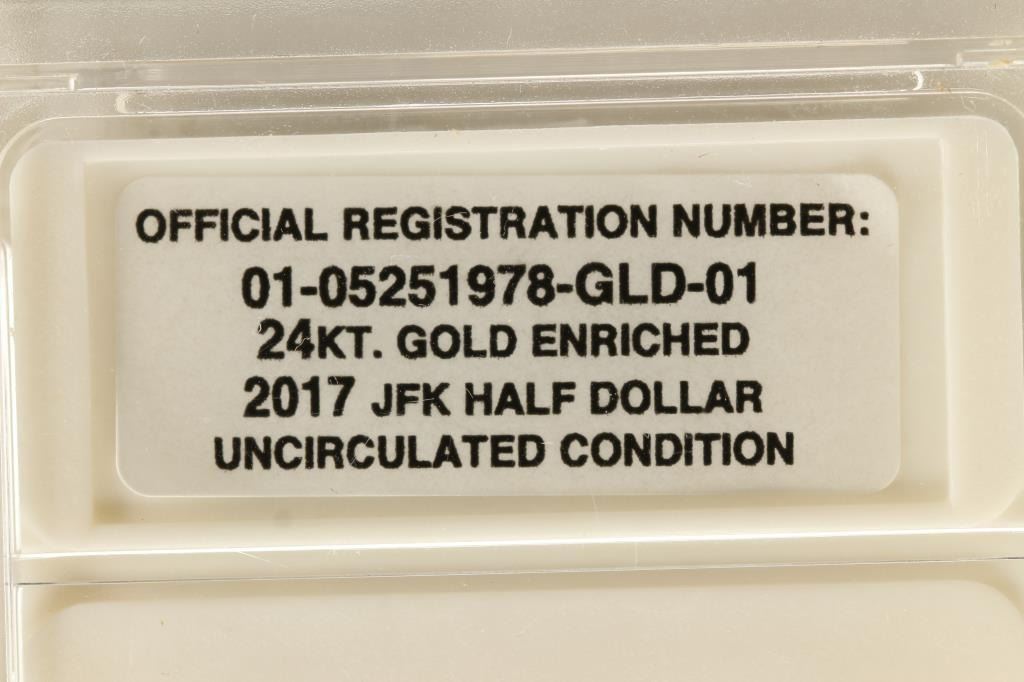 OFFICIAL REGISTRATION NUMBER:
01-05251978-GLD-01
24KT. GOLD ENRICHED
2017 JFK HALF DOLLAR
UNCIRCULATED CONDITION